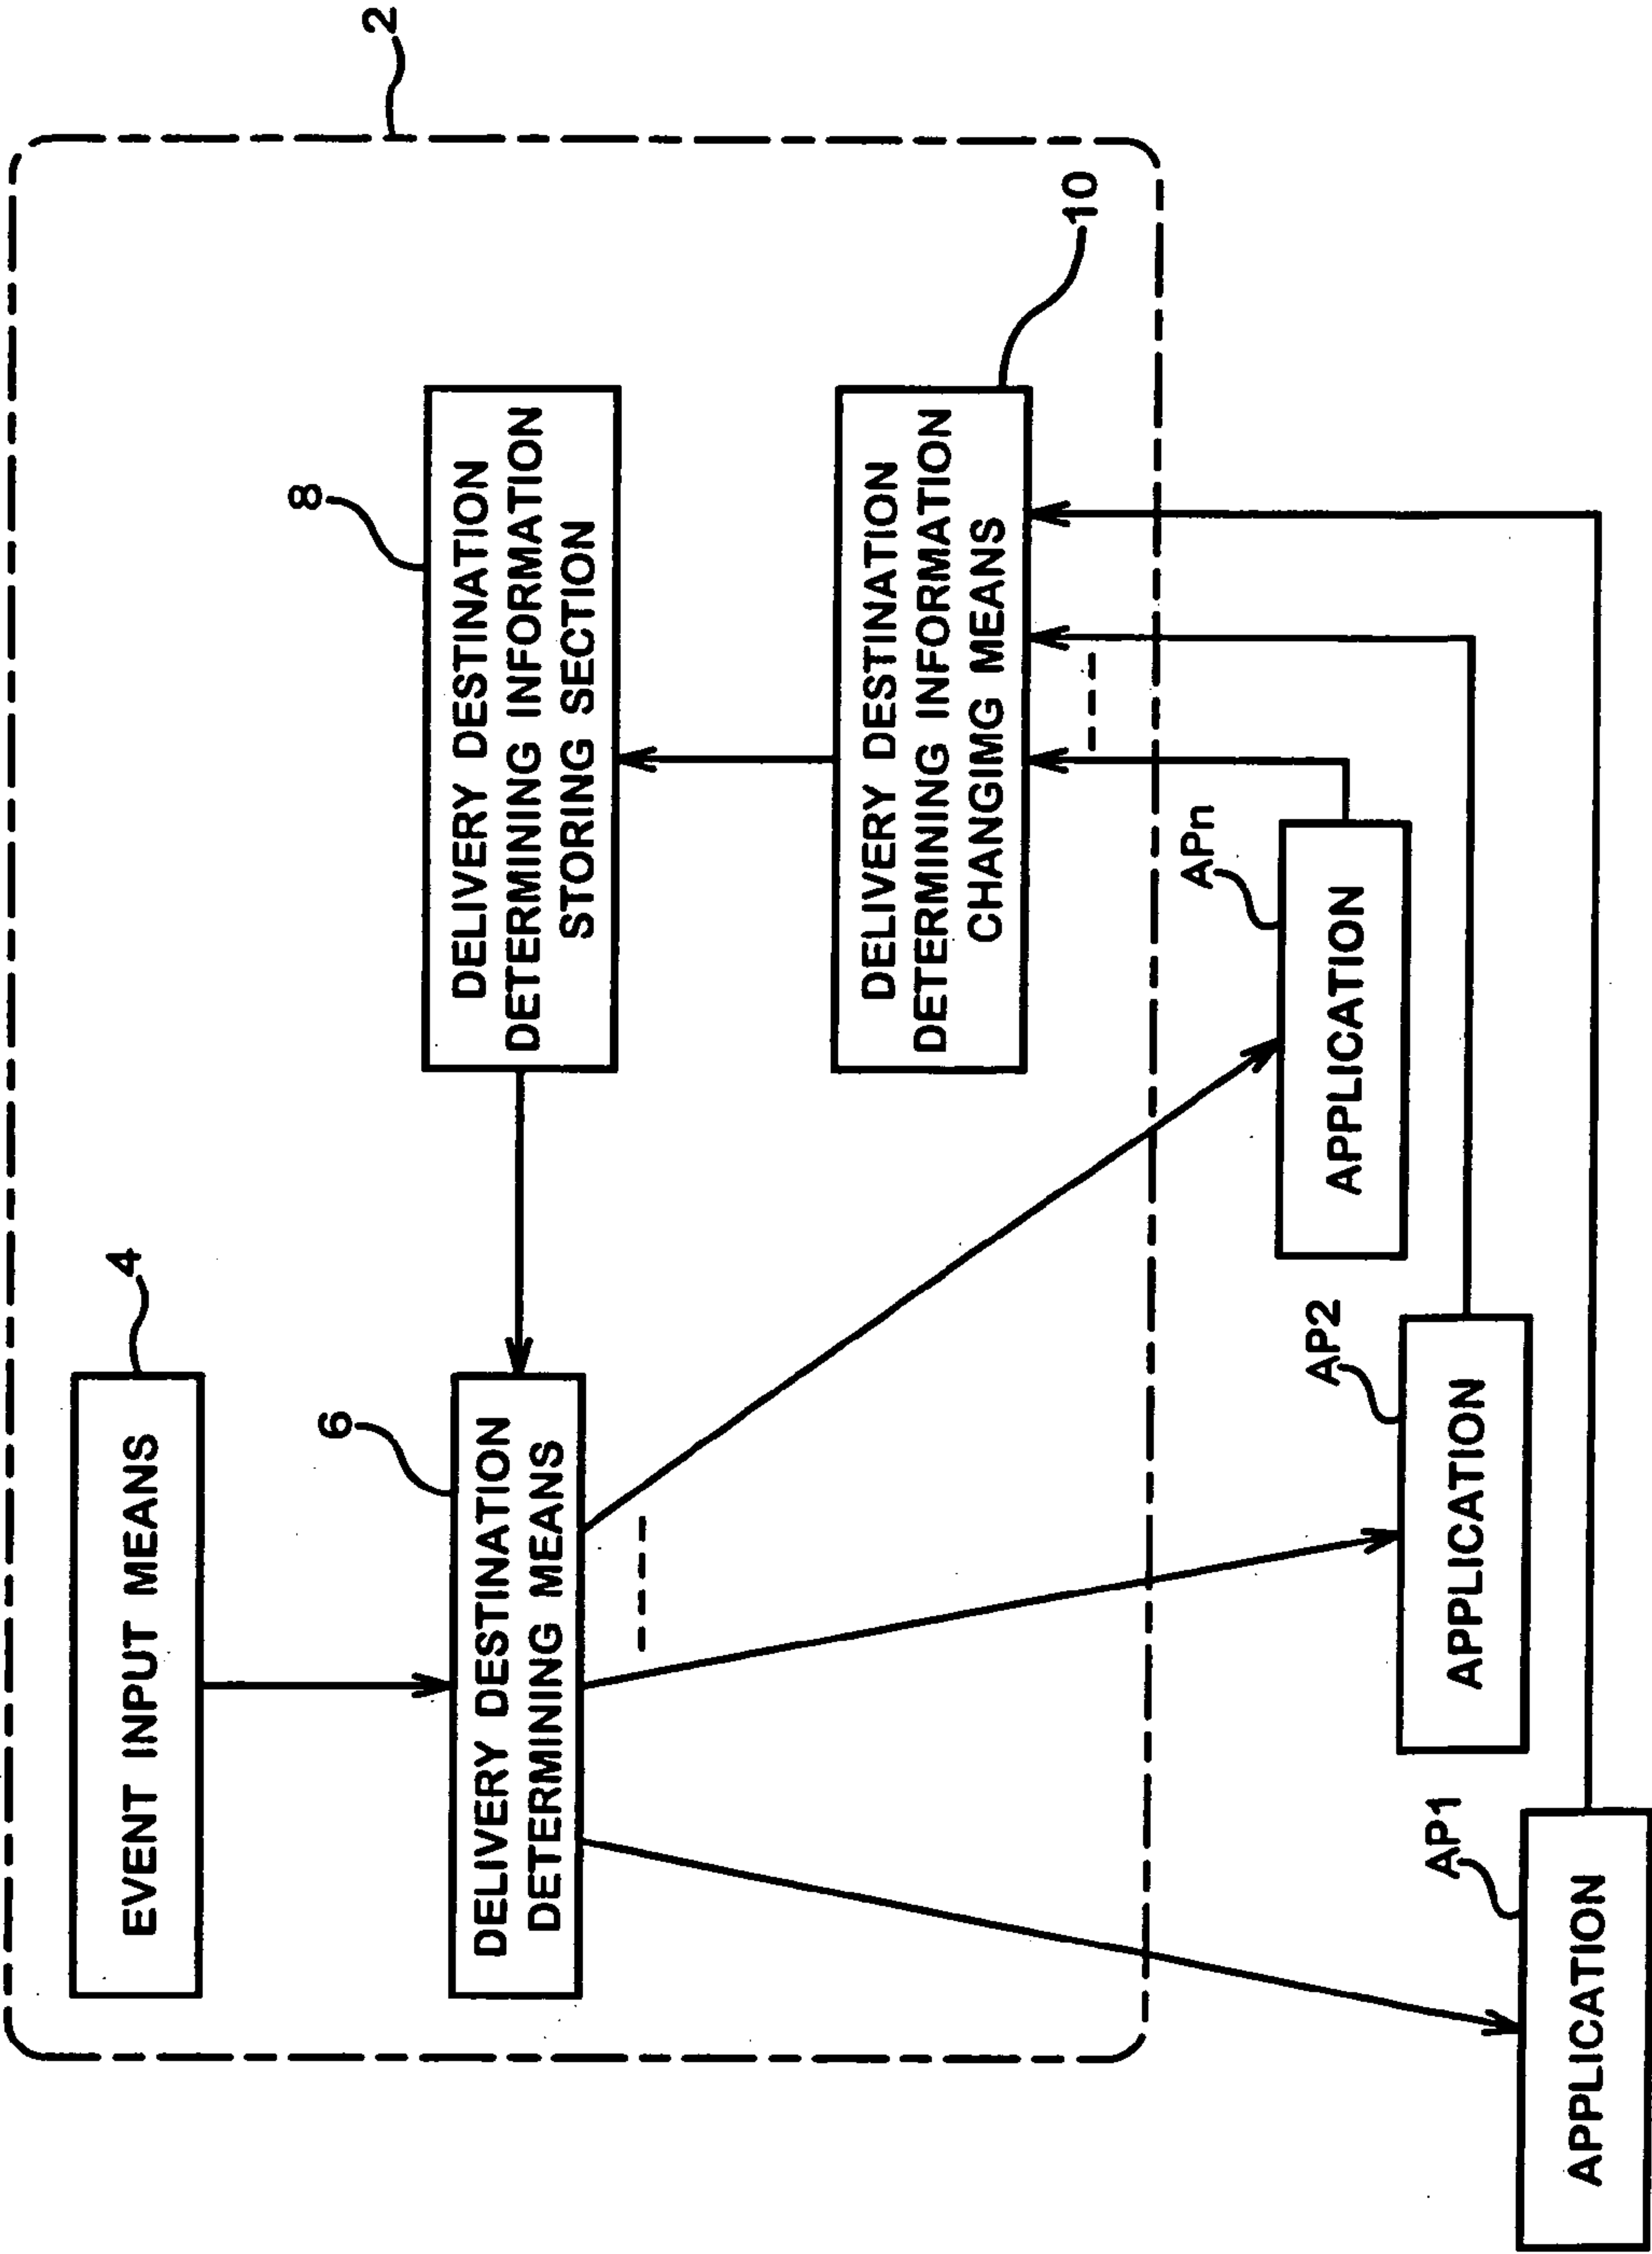 2
EVENT INPUT MEANS
4
DELIVERY DESTINATION
DETERMINING MEANS
6
DELIVERY DESTINATION
DETERMINING INFORMATION
STORING SECTION
8
DELIVERY DESTINATION
DETERMINING INFORMATION
CHANGIMG MEANS
10
APPLICATION
AP1
APPLICATION
AP2
APPLICATION
APn